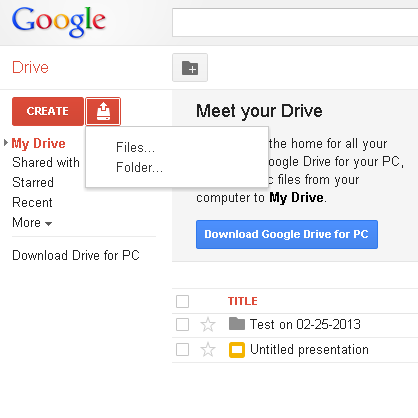 Google
Drive
CREATE
My Drive
Shared with
Starred
Recent
More
Download Drive for PC
Files...
Folder...
Meet your Drive
the home for all your
oogle Drive for your PC,
c files from your
computer to My Drive.
Download Google Drive for PC
TITLE
Test on 02-25-2013
Untitled presentation